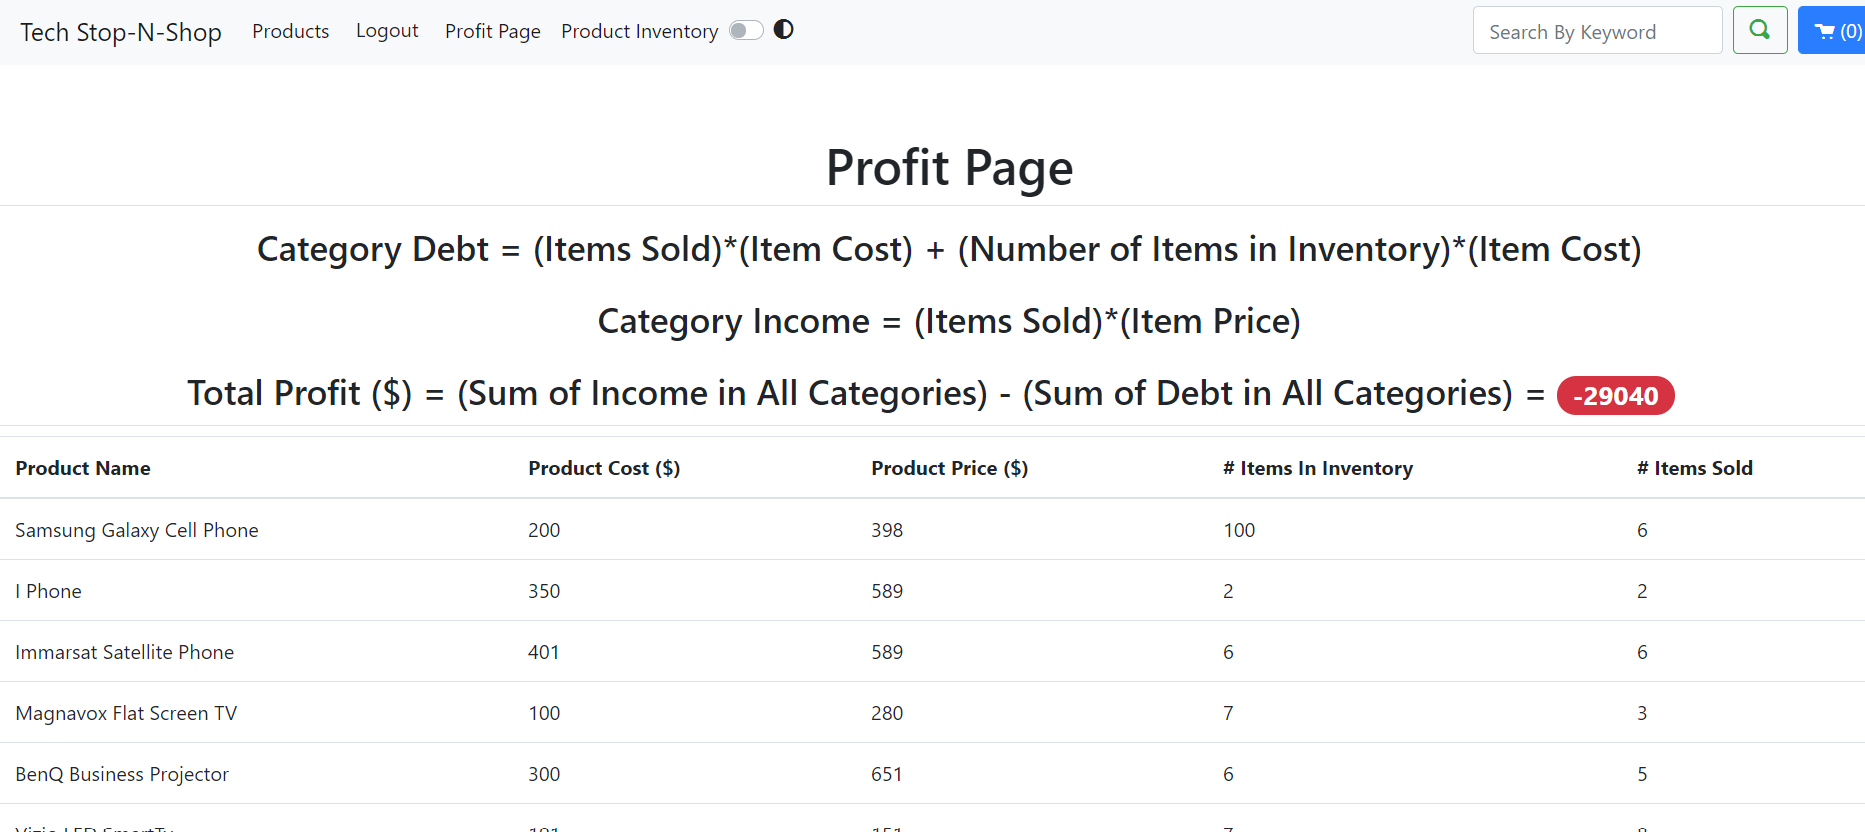 Tech Stop-N-Shop Products Logout Profit Page Product Inventory Search By Keyword (0)
Profit Page
Category Debt = (Items Sold)*(Item Cost) + (Number of Items in Inventory)*(Item Cost)
Category Income = (Items Sold)*(Item Price)
Total Profit ($) = (Sum of Income in All Categories) - (Sum of Debt in All Categories) = -29040
Product Name Product Cost ($) Product Price ($) # Items In Inventory # Items Sold
Samsung Galaxy Cell Phone 200 398 100 6
I Phone 350 589 2 2
Immarsat Satellite Phone 401 589 6 6
Magnavox Flat Screen TV 100 280 7 3
BenQ Business Projector 300 651 6 5